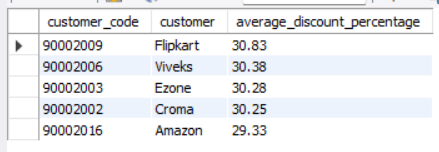 customer_code customer average_discount_percentage
90002009 Flipkart 30.83
90002006 Viveks 30.38
90002003 Ezone 30.28
90002002 Croma 30.25
90002016 Amazon 29.33